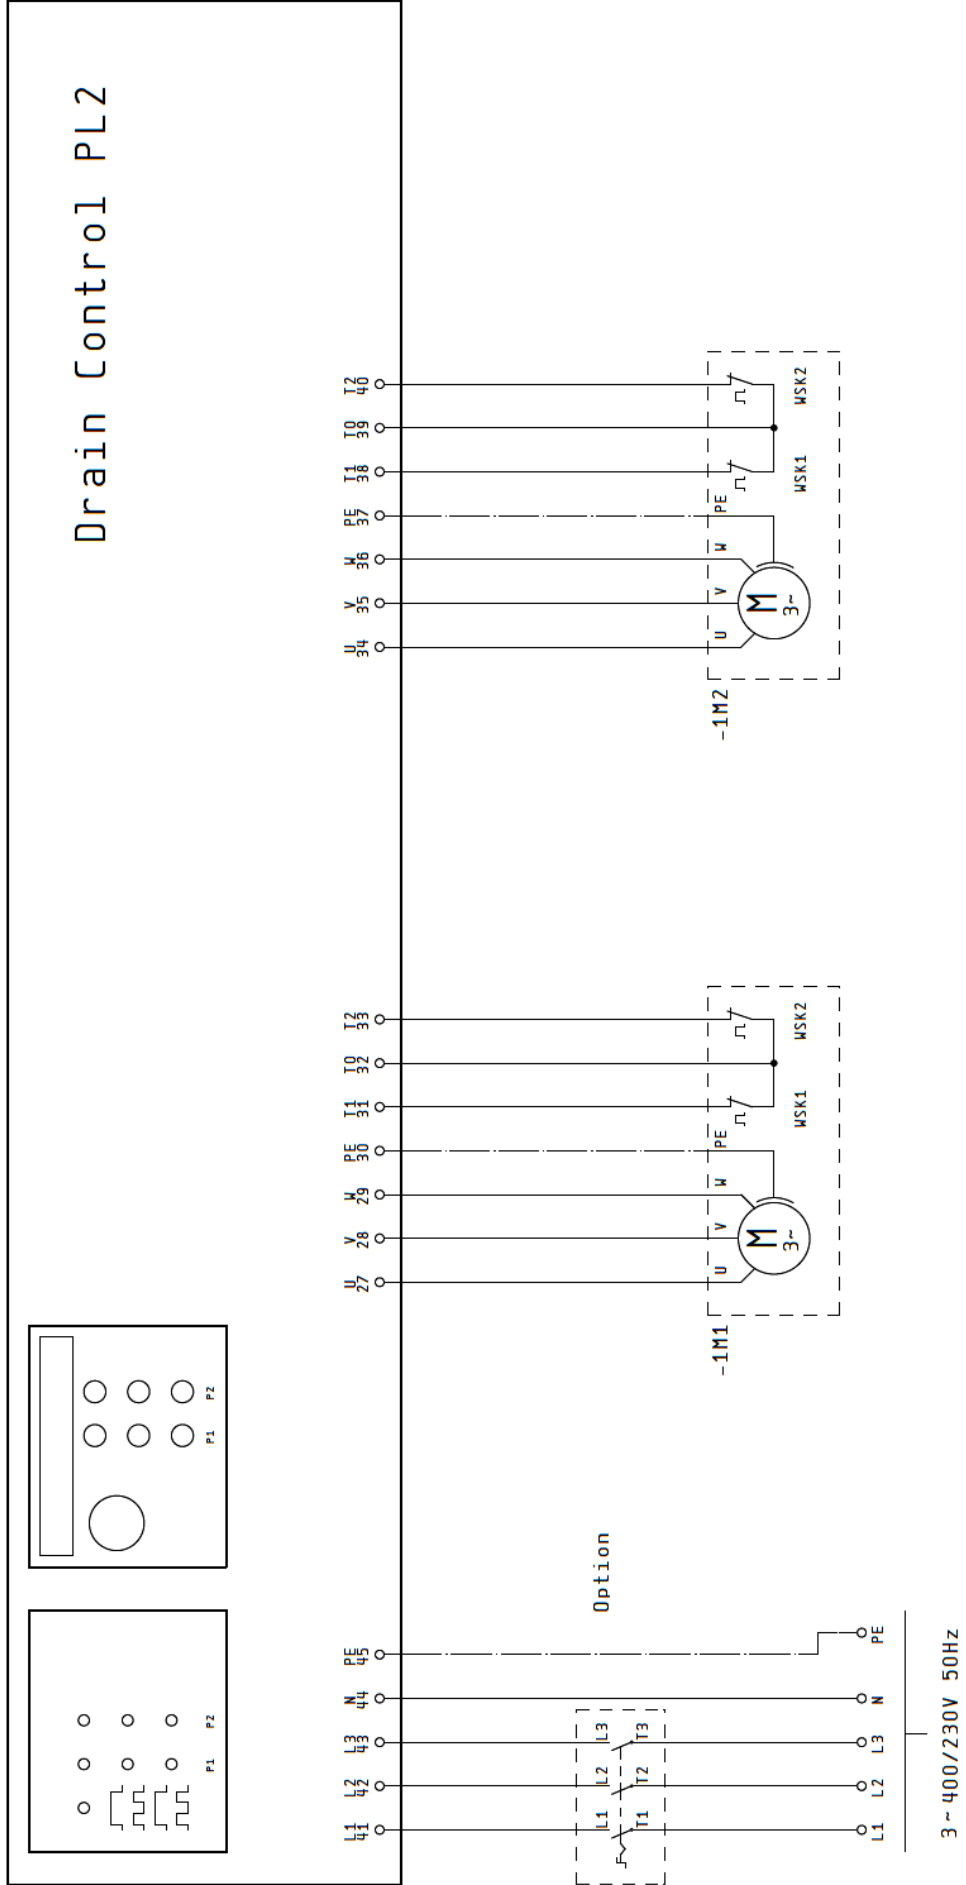 Drain Control PL2
P1 P2
P1 P2
L1 L2 L3 N PE U V W PE T1 T0 T2 U V W PE T1 T0 T2
41 42 43 44 45 27 28 29 30 31 32 33 34 35 36 37 38 39 40
Option
L1 L2 L3
T1 T2 T3
-1M1
U V W PE
M
3~
WSK1 WSK2
-1M2
U V W PE
M
3~
WSK1 WSK2
L1 L2 L3 N PE
3~400/230V 50Hz